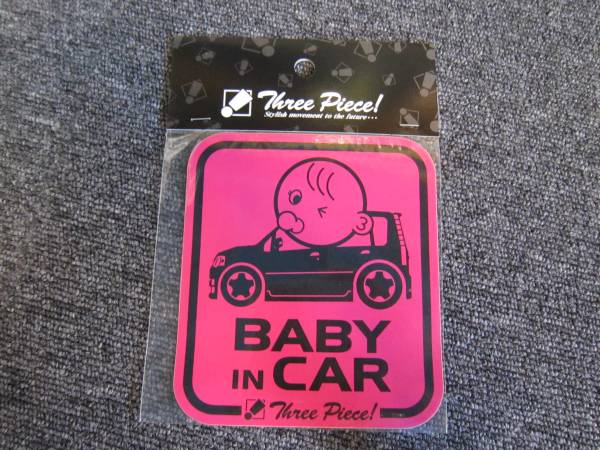 Three Piece!
Stylish movement to the future・・・
BABY
IN CAR
Three Piece!